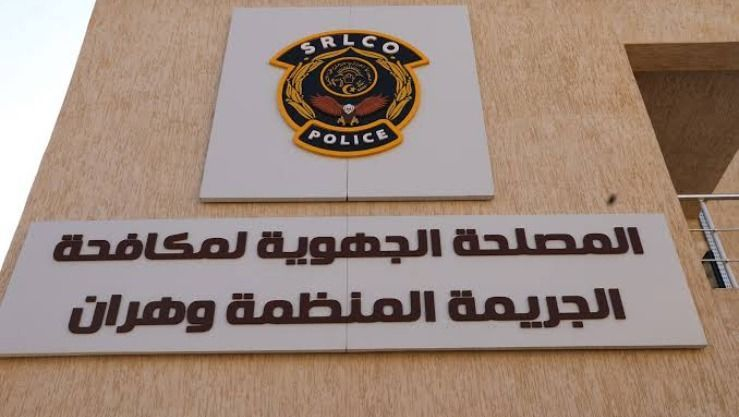 SRLCO
POLICE
المصلحة الجهوية لمكافحة
الجريمة المنظمة وهران